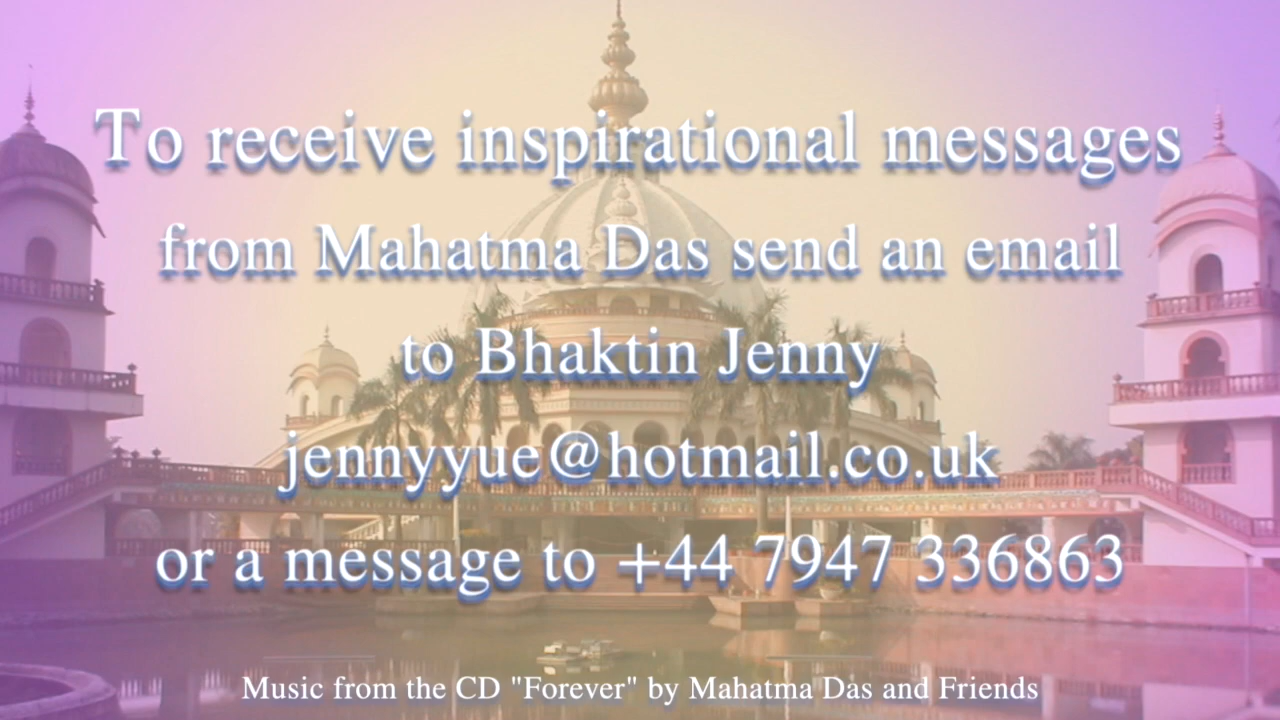 To receive inspirational messages
from Mahatma Das send an email
to Bhaktin Jenny
jennyyue@hotmail.co.uk
or a message to +44 7947 336863
Music from the CD "Forever" by Mahatma Das and Friends